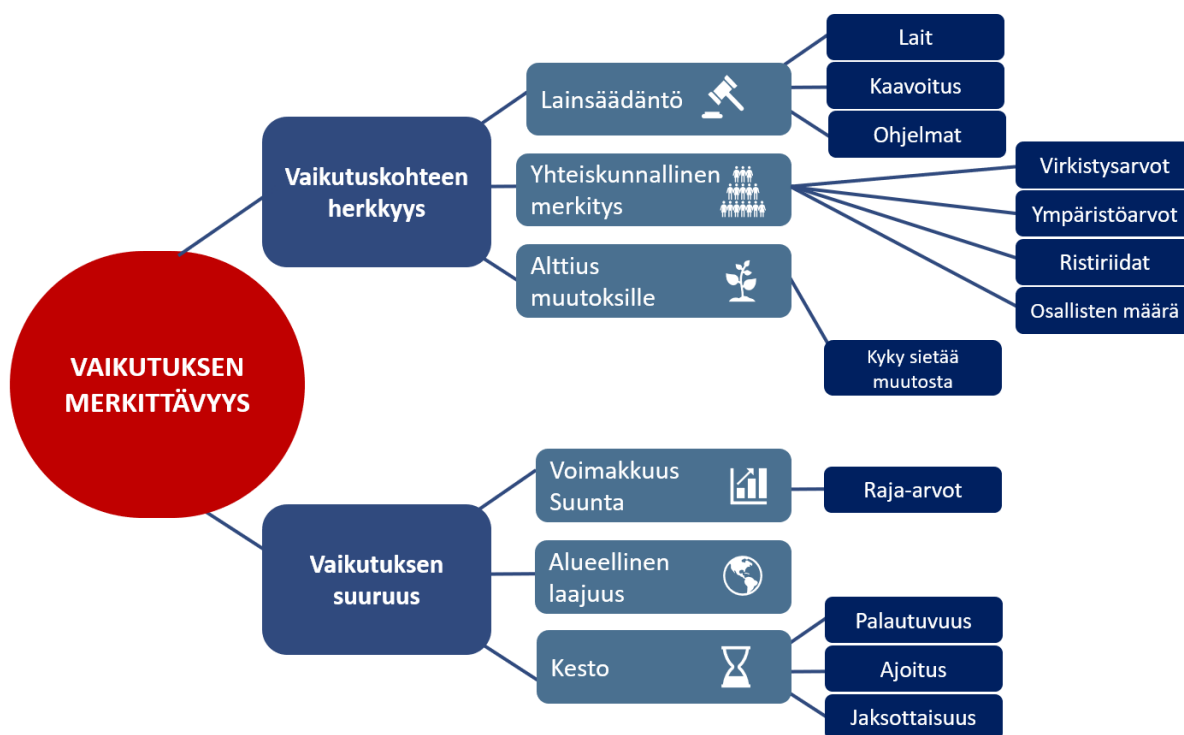 VAIKUTUKSEN
MERKITTÄVYYS
Vaikutuskohteen
herkkyys
Lainsäädäntö
Lait
Kaavoitus
Ohjelmat
Yhteiskunnallinen
merkitys
Virkistysarvot
Ympäristöarvot
Ristiriidat
Osallisten määrä
Alttius
muutoksille
Kyky sietää
muutosta
Vaikutuksen
suuruus
Voimakkuus
Suunta
Raja-arvot
Alueellinen
laajuus
Kesto
Palautuvuus
Ajoitus
Jaksottaisuus